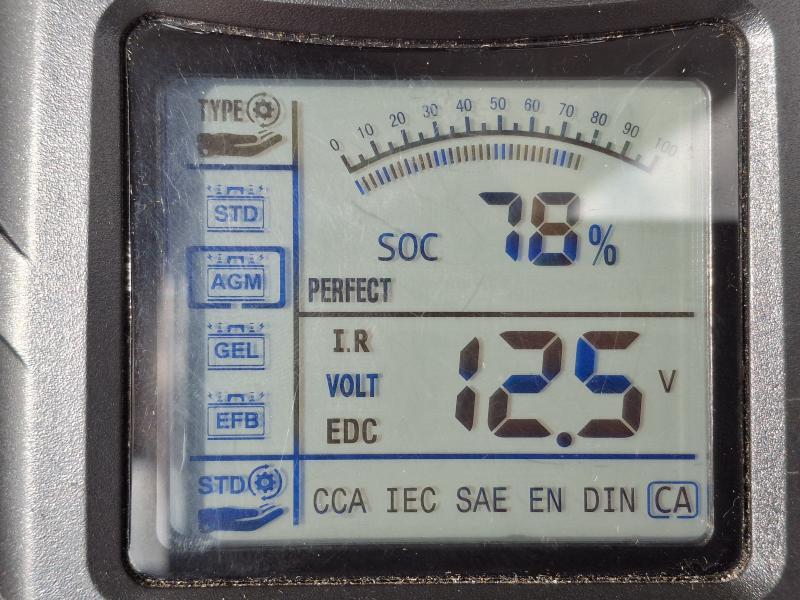 TYPE
0 10 20 30 40 50 60 70 80 90 100
STD
SOC 78%
AGM
PERFECT
GEL
I.R
VOLT 12.5 V
EFB
EDC
STD
CCA IEC SAE EN DIN CA